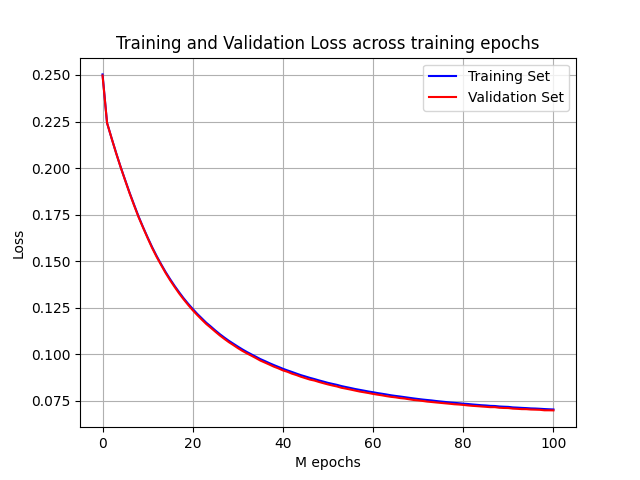 Training and Validation Loss across training epochs
Training Set
Validation Set
Loss
0.250
0.225
0.200
0.175
0.150
0.125
0.100
0.075
0 20 40 60 80 100
M epochs